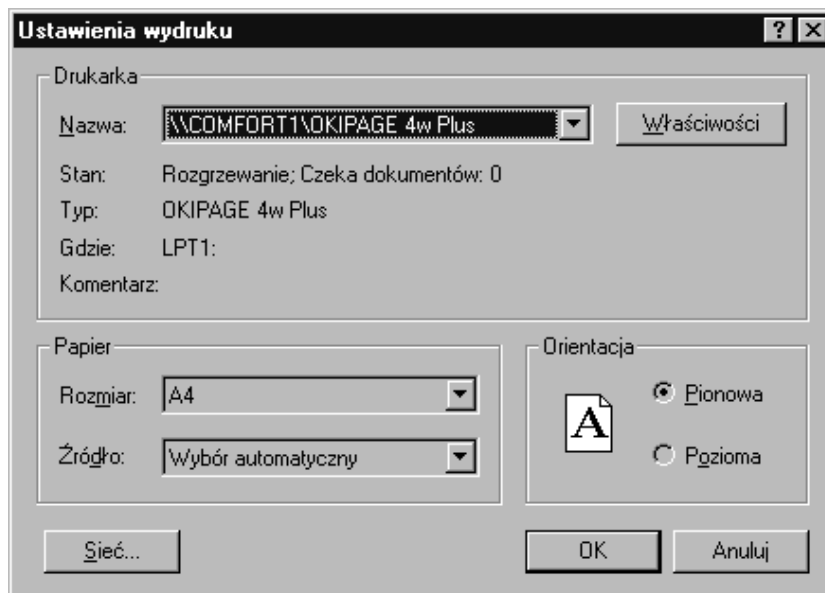 Ustawienia wydruku
Drukarka
Nazwa: \\COMFORT1\OKIPAGE 4w Plus Właściwości
Stan: Rozgrzewanie; Czeka dokumentów: 0
Typ: OKIPAGE 4w Plus
Gdzie: LPT1:
Komentarz:
Papier
Rozmiar: A4
Źródło: Wybór automatyczny
Orientacja
A
Pionowa
Pozioma
Sieć... OK Anuluj